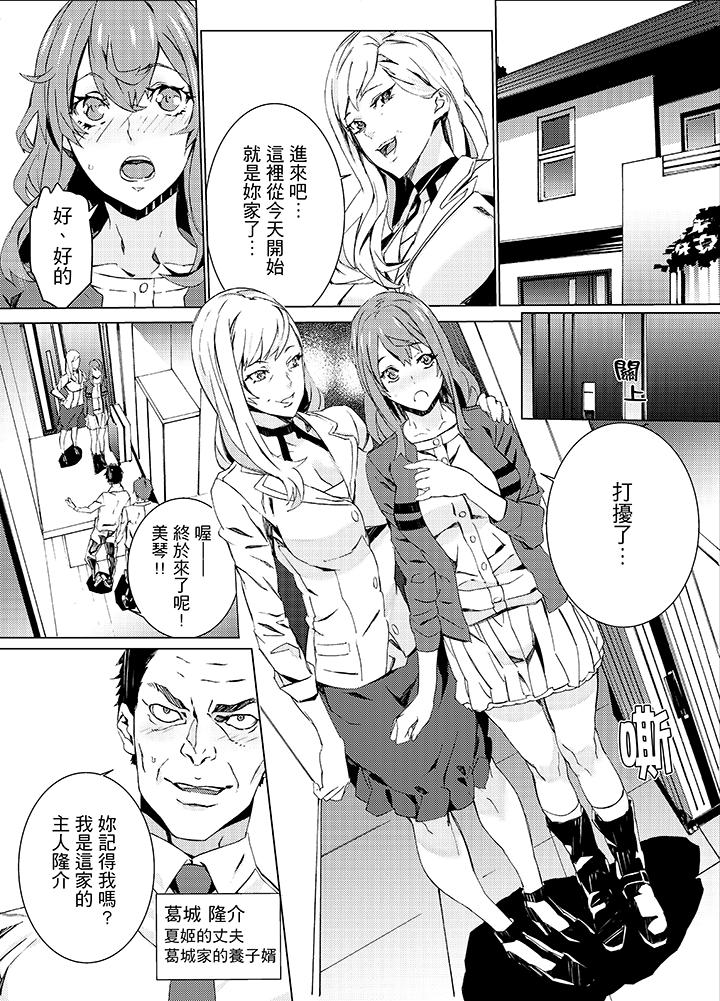 進來吧…
這裡從今天開始
就是妳家了…
好、好的
關上
打擾了…
嘶
喔——
終於來了呢！
美琴!!
妳記得我嗎？
我是這家的
主人隆介
葛城 隆介
夏姬的丈夫
葛城家的養子婿